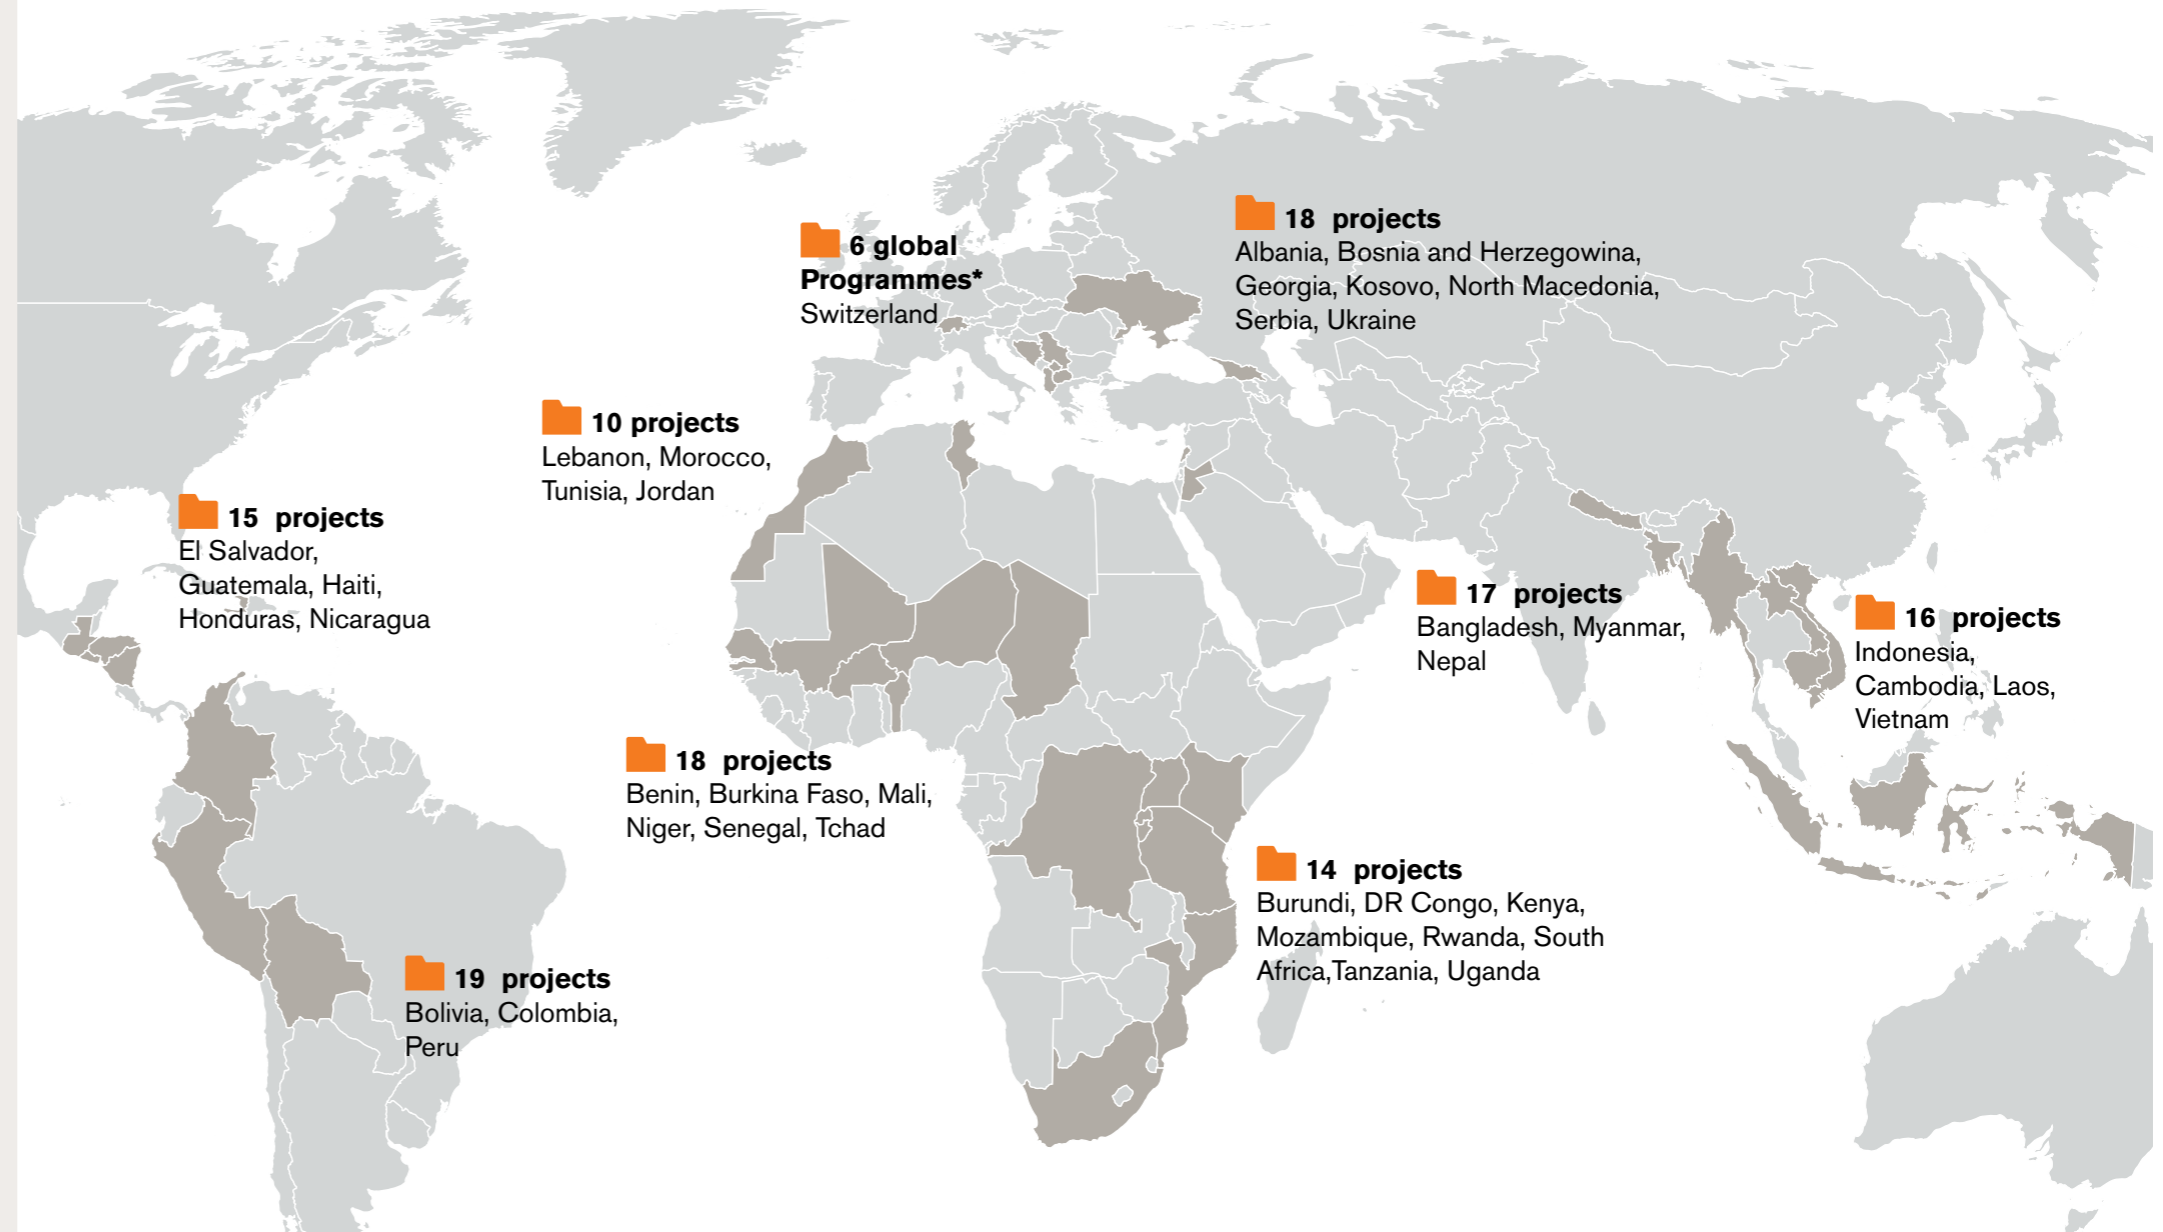 6 global
Programmes*
Switzerland
18 projects
Albania, Bosnia and Herzegowina,
Georgia, Kosovo, North Macedonia,
Serbia, Ukraine
10 projects
Lebanon, Morocco,
Tunisia, Jordan
15 projects
El Salvador,
Guatemala, Haiti,
Honduras, Nicaragua
17 projects
Bangladesh, Myanmar,
Nepal
16 projects
Indonesia,
Cambodia, Laos,
Vietnam
18 projects
Benin, Burkina Faso, Mali,
Niger, Senegal, Tchad
14 projects
Burundi, DR Congo, Kenya,
Mozambique, Rwanda, South
Africa,Tanzania, Uganda
19 projects
Bolivia, Colombia,
Peru